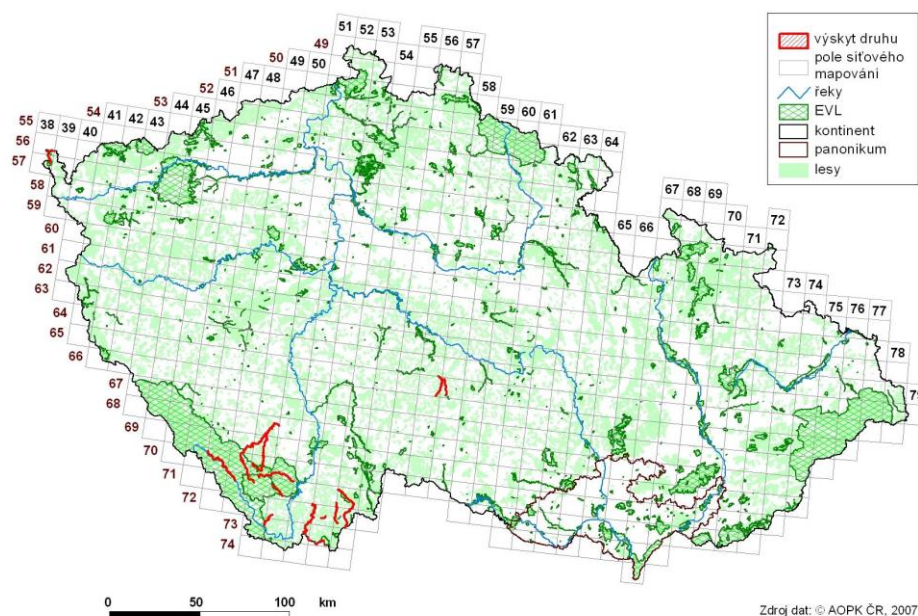 51 52 53
54
55 56 57
58
59 60 61
62 63 64
65 66
67 68 69
70
71
72
73 74
75 76 77
78
79
49 50
47 48
46
44 45
41 42 43
38 39 40
49
50
51
52
53
54
55
56
57
58
59
60
61
62
63
64
65
66
67
68
69
70
71
72
73
74
výskyt druhu
pole síťového
mapování
řeky
EVL
kontinent
panonikum
lesy
0 50 100 km
Zdroj dat: © AOPK ČR, 2007